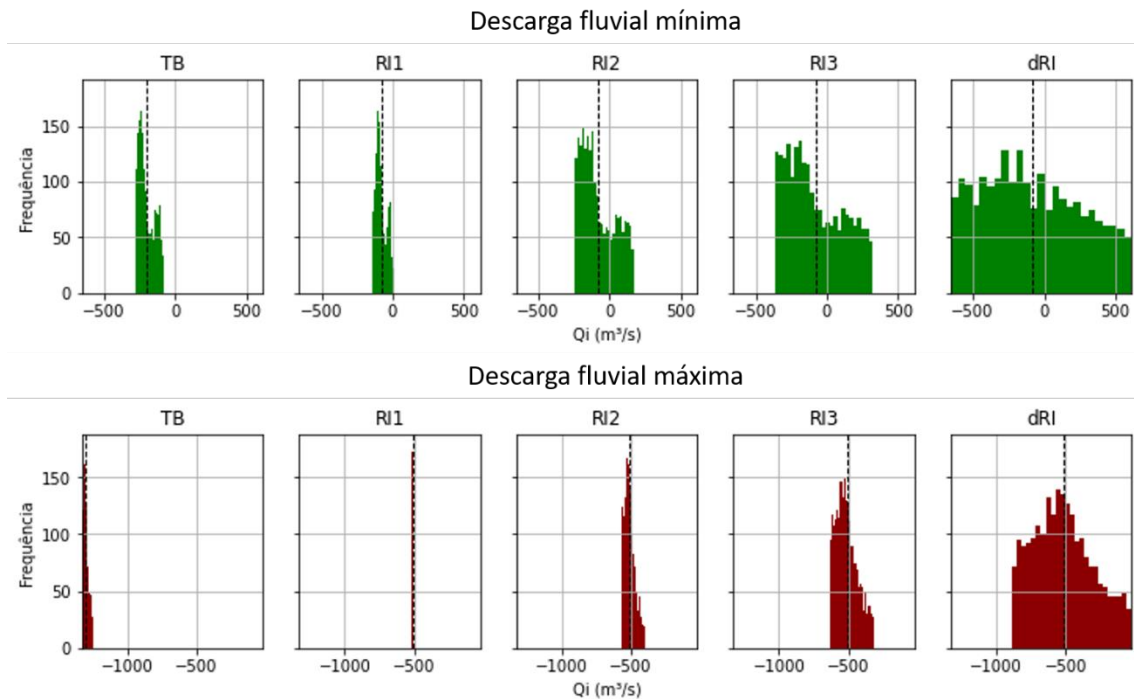 Descarga fluvial mínima
TB RI1 RI2 RI3 dRI
Frequência
150
100
50
0
−500 0 500 −500 0 500 −500 0 500 −500 0 500 −500 0 500
Qi (m³/s)
Descarga fluvial máxima
TB RI1 RI2 RI3 dRI
Frequência
150
100
50
0
−1000 −500 −1000 −500 −1000 −500 −1000 −500 −1000 −500
Qi (m³/s)